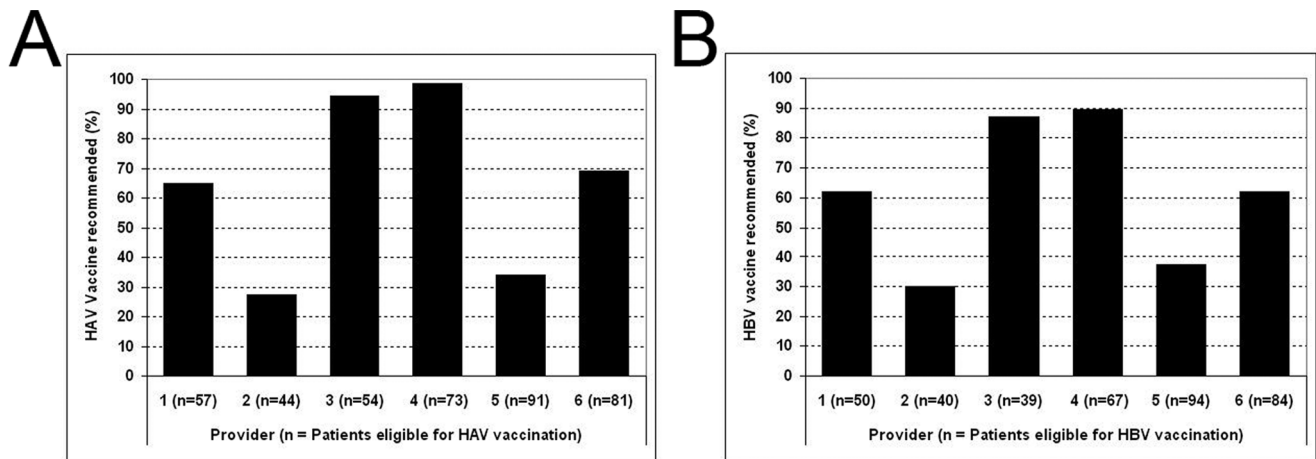 A
HAV Vaccine recommended (%)
100
90
80
70
60
50
40
30
20
10
0
1 (n=57) 2 (n=44) 3 (n=54) 4 (n=73) 5 (n=91) 6 (n=81)
Provider (n = Patients eligible for HAV vaccination)
B
HBV vaccine recommended (%)
100
90
80
70
60
50
40
30
20
10
0
1 (n=50) 2 (n=40) 3 (n=39) 4 (n=67) 5 (n=94) 6 (n=84)
Provider (n = Patients eligible for HBV vaccination)